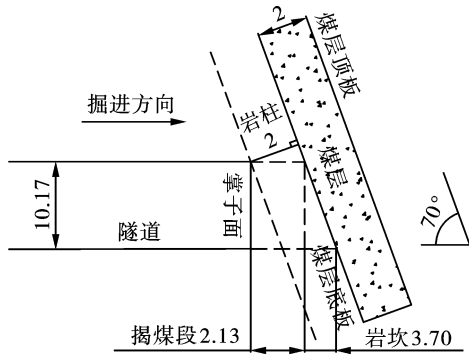 2
煤层顶板
掘进方向
岩柱
2
煤层
10.17
掌子面
70°
隧道
煤层底板
揭煤段2.13
岩坎3.70